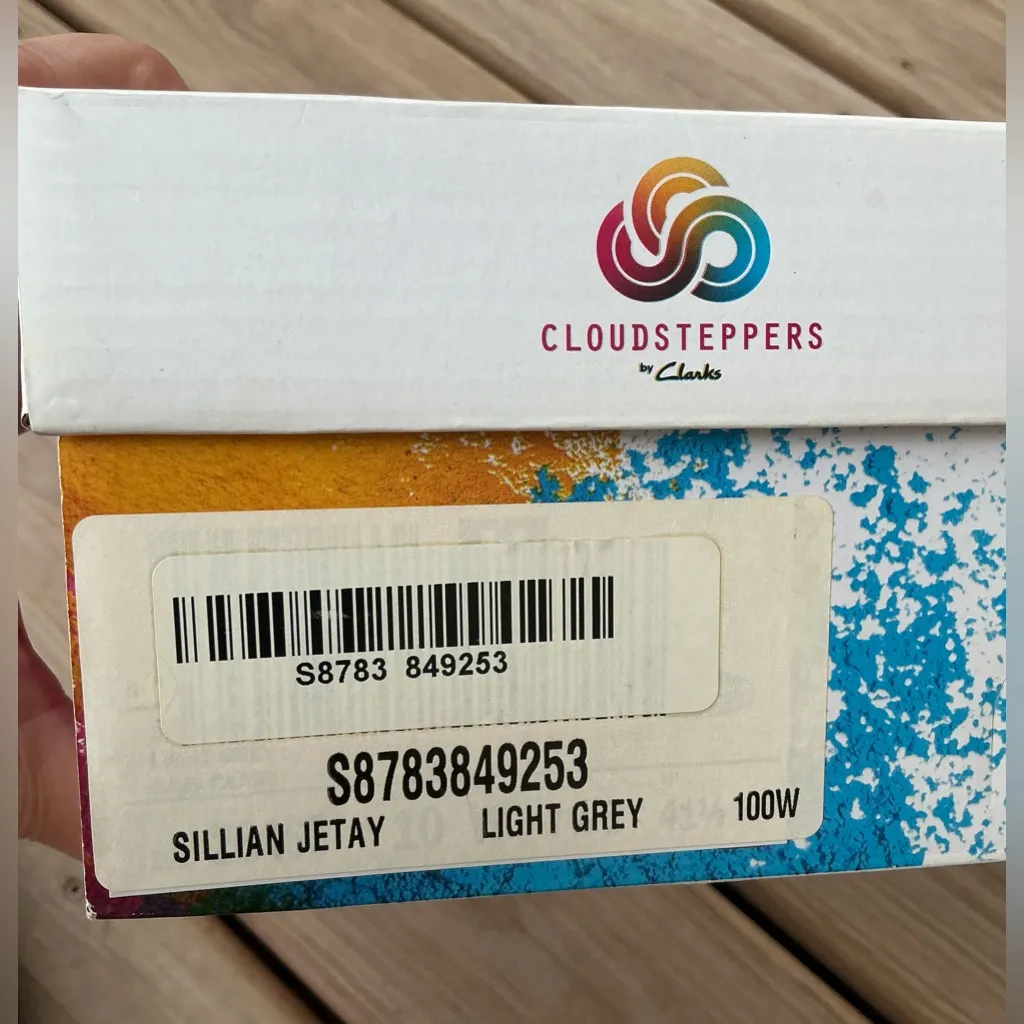 CLOUDSTEPPERS
by Clarks
S8783 849253
S8783849253
SILLIAN JETAY LIGHT GREY 100W